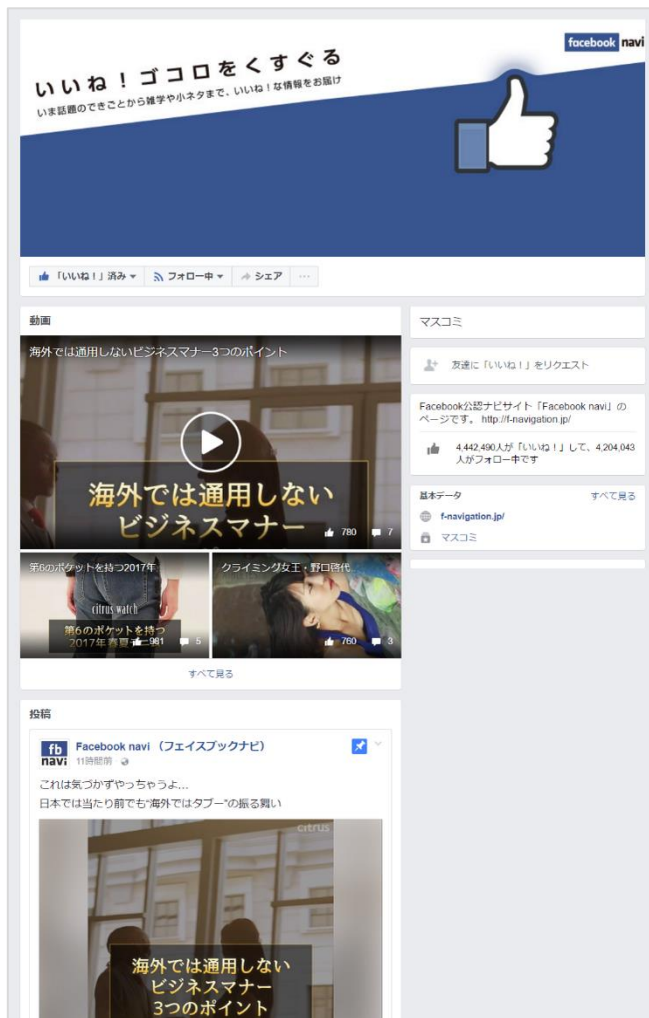 facebook navi
いいね！ゴコロをくすぐる
いま話題のできごとから雑学や小ネタまで、いいね！な情報をお届け
「いいね！」済み
フォロー中
シェア
動画
海外では通用しないビジネスマナー3つのポイント
海外では通用しない
ビジネスマナー
780 7
第6のポケットを持つ2017年
citrus watch
第6のポケットを持つ
2017年 春夏
981 5
クライミング女王・野口啓代
760 3
すべて見る
投稿
fb navi
Facebook navi （フェイスブックナビ）
11時間前
これは気づかずやっちゃうよ…
日本では当たり前でも“海外ではタブー”の振る舞い
citrus
海外では通用しない
ビジネスマナー
3つのポイント
マスコミ
友達に「いいね！」をリクエスト
Facebook公認ナビサイト「Facebook navi」の
ページです。 http://f-navigation.jp/
4,442,490人が「いいね！」して、4,204,043
人がフォロー中です
基本データ すべて見る
f-navigation.jp/
マスコミ